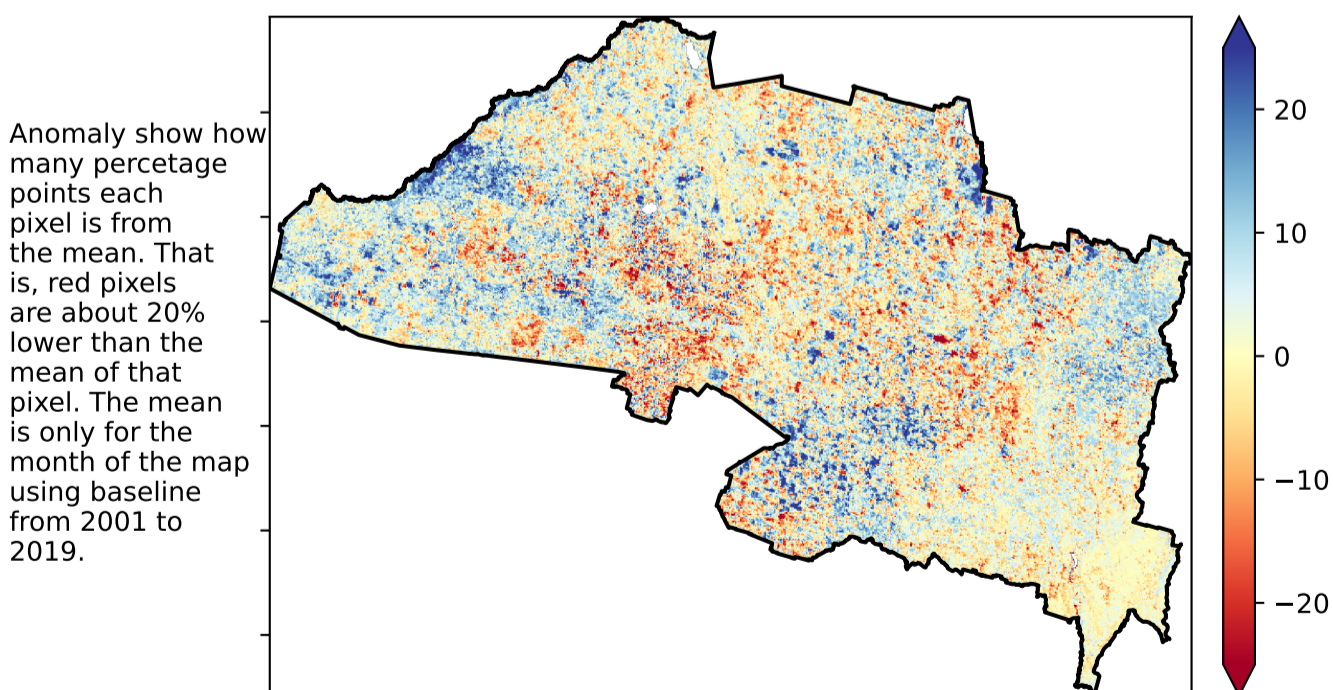 Anomaly show how
many percetage
points each
pixel is from
the mean. That
is, red pixels
are about 20%
lower than the
mean of that
pixel. The mean
is only for the
month of the map
using baseline
from 2001 to
2019.
20
10
0
−10
−20